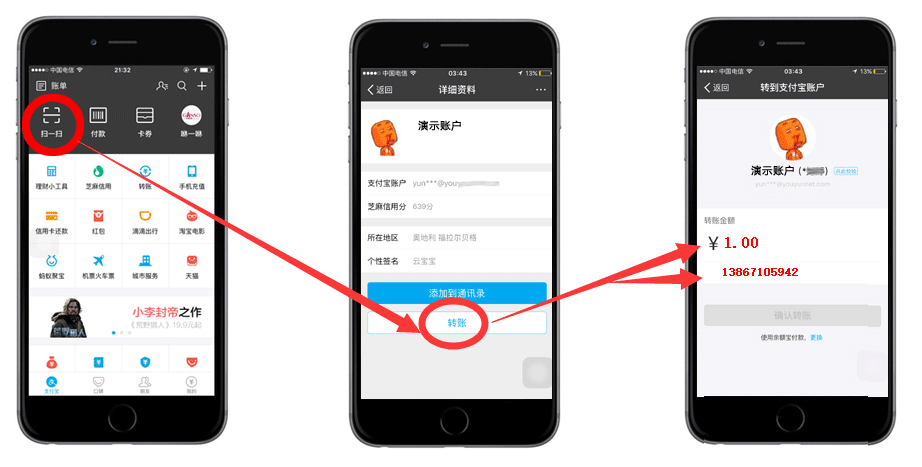 中国电信 21:32
账单
扫一扫 付款 卡券 咻一咻
理财小工具 芝麻信用 转账 手机充值
信用卡还款 红包 滴滴出行 淘宝电影
蚂蚁聚宝 机票火车票 城市服务 天猫
荒野猎人 小李封帝之作
《荒野猎人》19.9元起
支付宝 口碑 朋友 我的
中国电信 03:43 13%
返回 详细资料
演示账户
支付宝账户 yun***@youy
芝麻信用分 639分
所在地区 奥地利 福拉尔贝格
个性签名 云宝宝
添加到通讯录
转账
中国电信 03:43 13%
返回 转到支付宝账户
演示账户 (*
yun***@youyunnet.com
转账金额
¥ 1.00
13867105942
确认转账
使用余额宝付款，更换